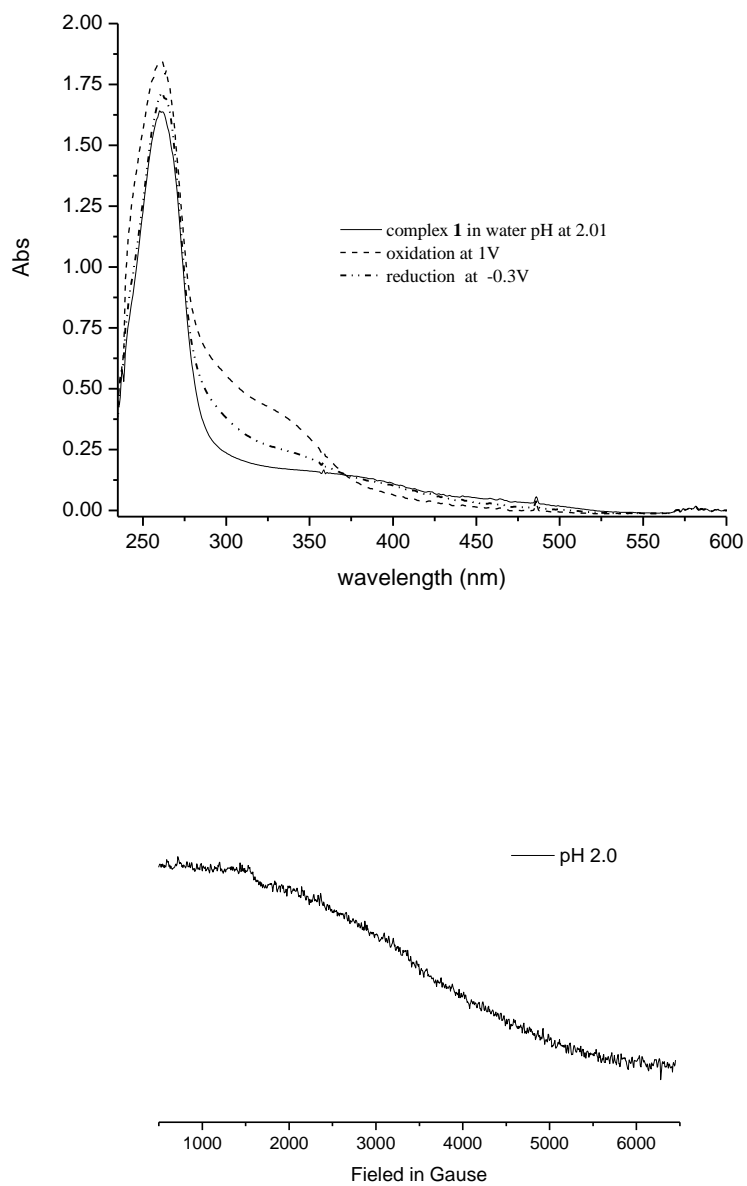 2.00
1.75
1.50
1.25
1.00
0.75
0.50
0.25
0.00
Abs
complex 1 in water pH at 2.01
oxidation at 1V
reduction at -0.3V
250 300 350 400 450 500 550 600
wavelength (nm)
pH 2.0
1000 2000 3000 4000 5000 6000
Fieled in Gause